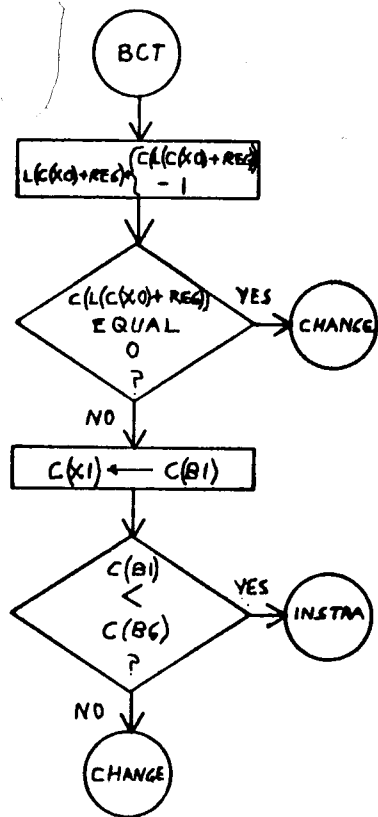 BCT
C(L(C(X0)+REG))
L(C(X0)+REG)←
- 1
C(L(C(X0)+REG))
EQUAL
0
?
YES
CHANGE
NO
C(X1) ← C(B1)
C(B1)
<
C(B6)
?
YES
INSTRA
NO
CHANGE